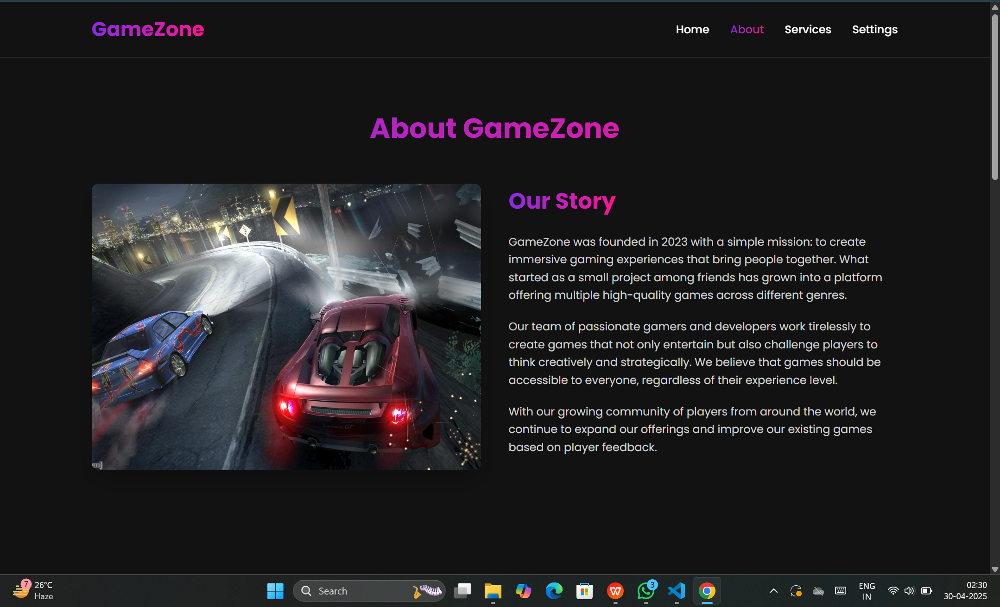 GameZone
Home About Services Settings
About GameZone
Our Story
GameZone was founded in 2023 with a simple mission: to create
immersive gaming experiences that bring people together. What
started as a small project among friends has grown into a platform
offering multiple high-quality games across different genres.
Our team of passionate gamers and developers work tirelessly to
create games that not only entertain but also challenge players to
think creatively and strategically. We believe that games should be
accessible to everyone, regardless of their experience level.
With our growing community of players from around the world, we
continue to expand our offerings and improve our existing games
based on player feedback.
Carrera GT
m]
7
26°C
Haze
Search
3
ENG
IN
02:30
30-04-2025